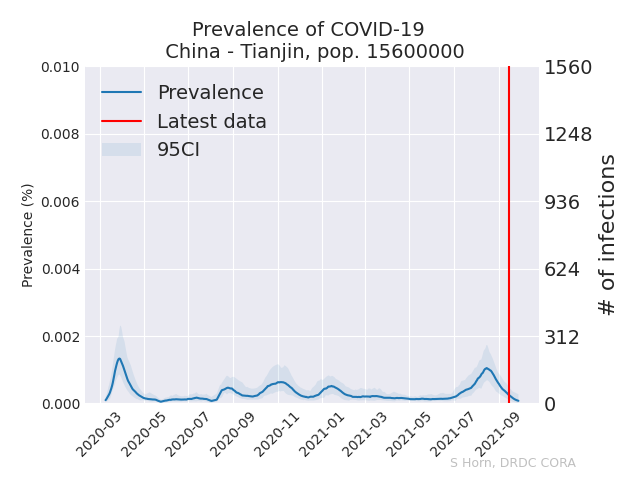 Prevalence of COVID-19
China - Tianjin, pop. 15600000
Prevalence
Latest data
95CI
Prevalence (%)
0.010
0.008
0.006
0.004
0.002
0.000
1560
1248
936
624
312
0
# of infections
2020-03
2020-05
2020-07
2020-09
2020-11
2021-01
2021-03
2021-05
2021-07
2021-09
S Horn, DRDC CORA